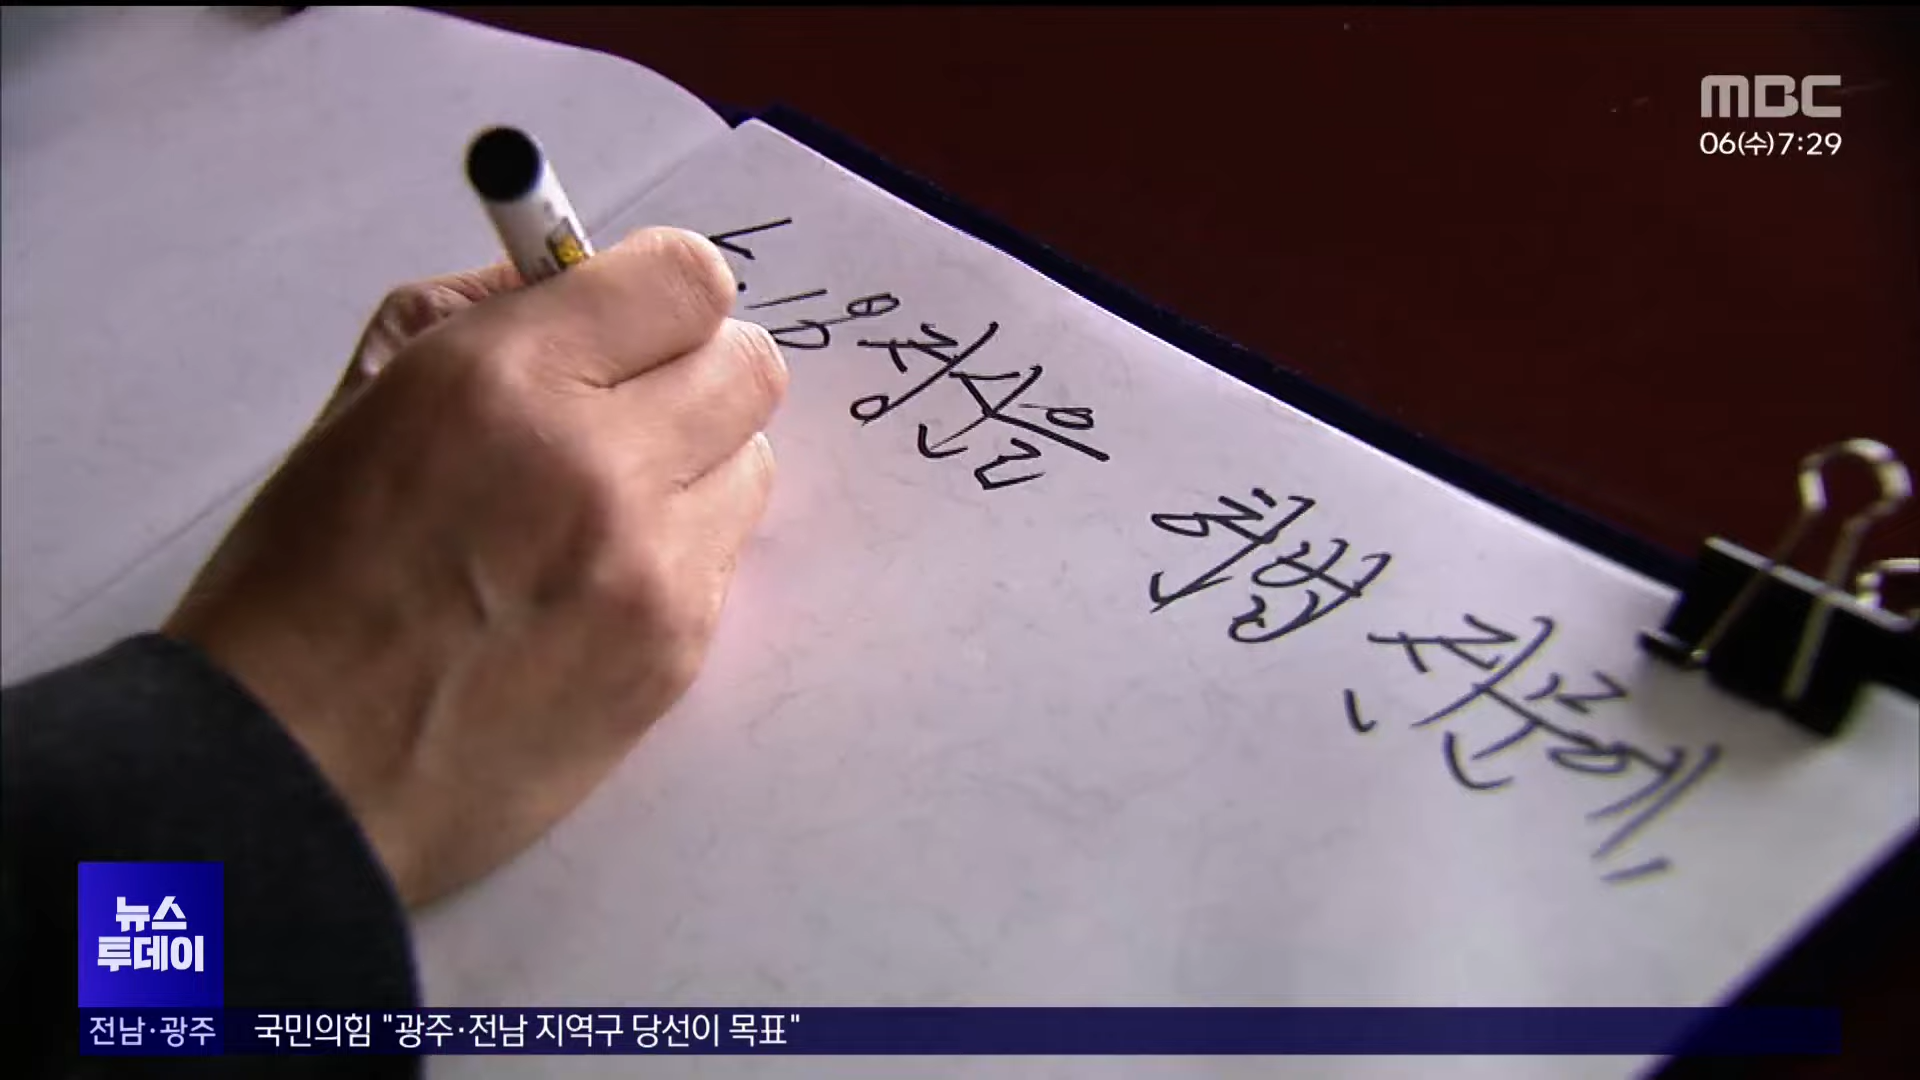 MBC
06(수)7:29
5.18정신을 헌법 전문에
뉴스
투데이
전남·광주 국민의힘 "광주·전남 지역구 당선이 목표"